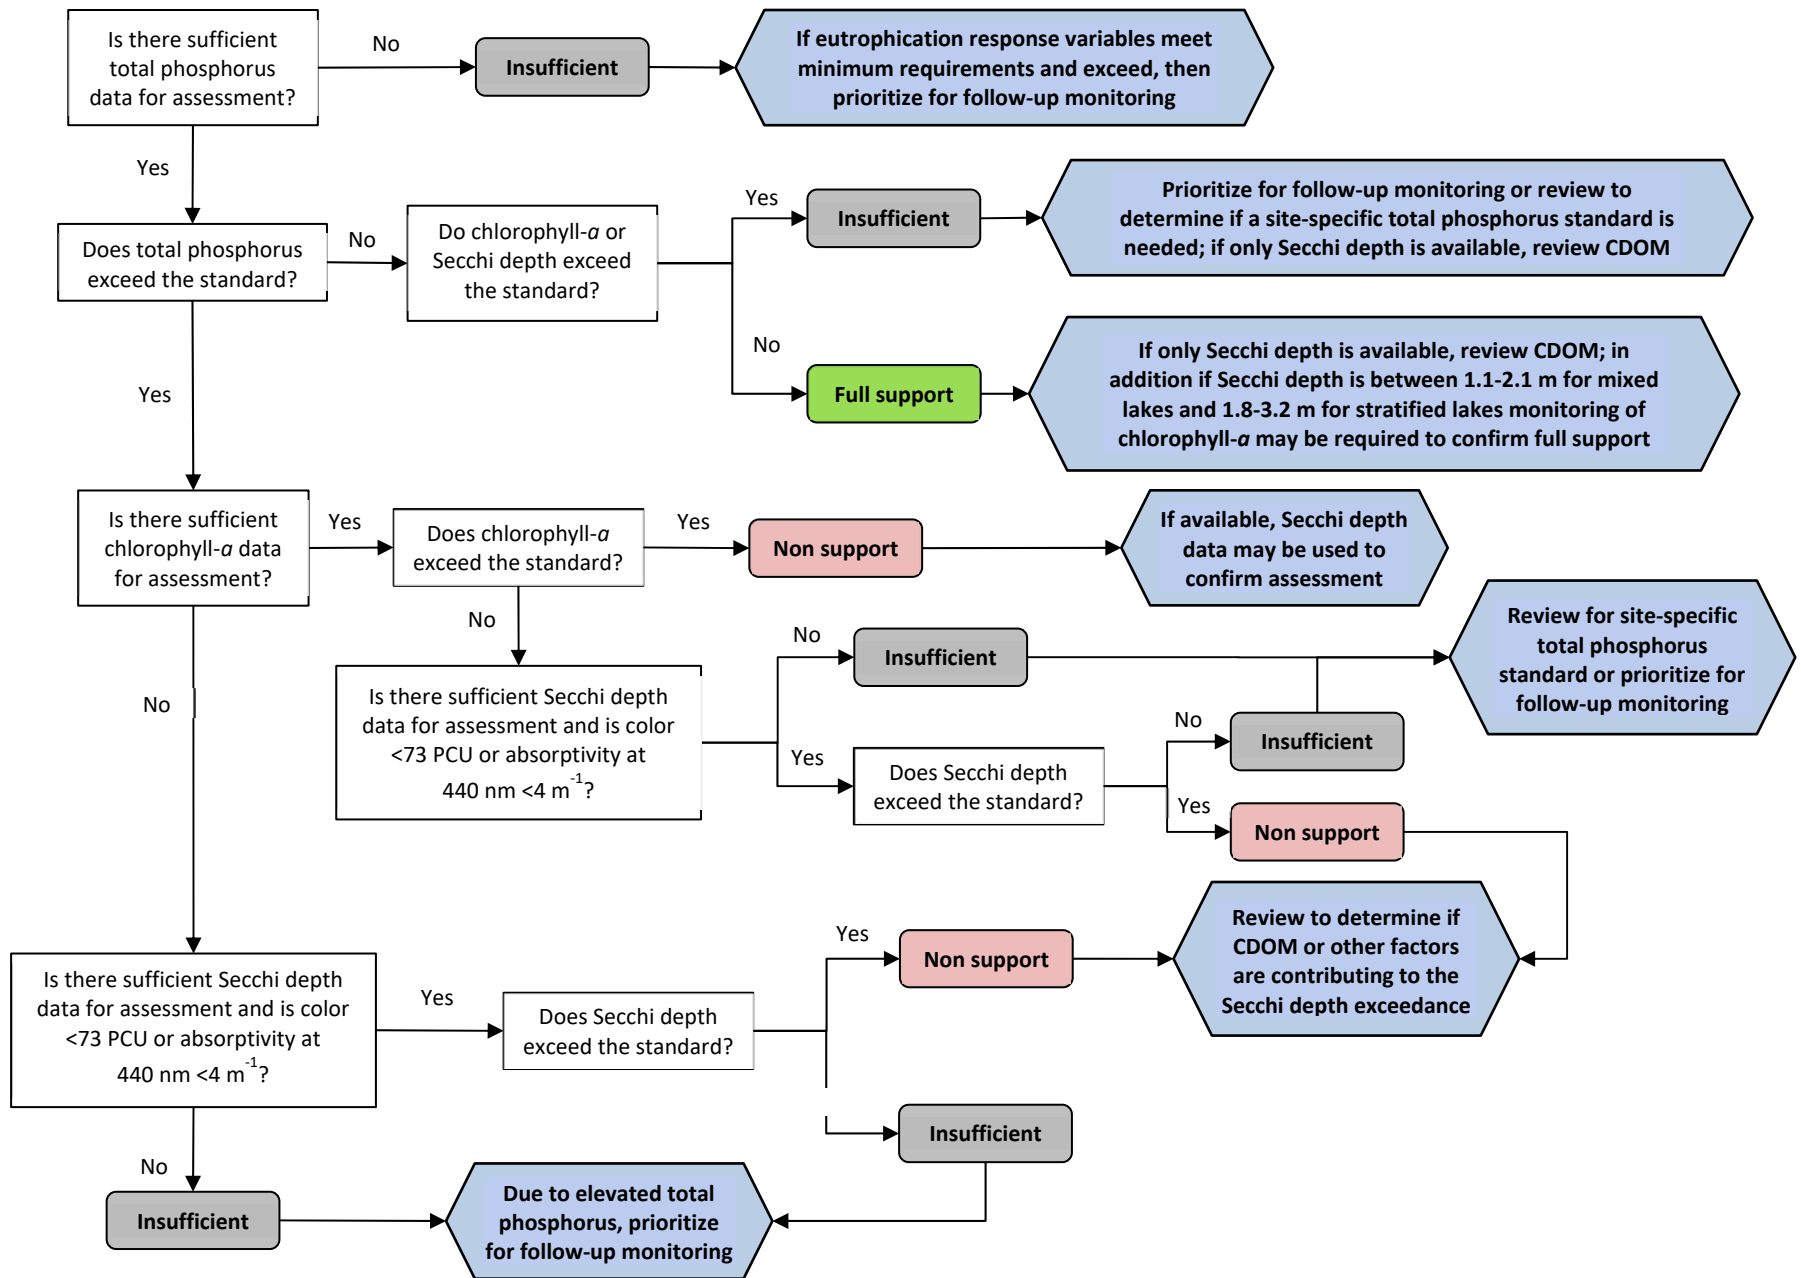 Is there sufficient
total phosphorus
data for assessment?
No
Insufficient
If eutrophication response variables meet
minimum requirements and exceed, then
prioritize for follow-up monitoring
Yes
Does total phosphorus
exceed the standard?
No
Do chlorophyll-a or
Secchi depth exceed
the standard?
Yes
Insufficient
Prioritize for follow-up monitoring or review to
determine if a site-specific total phosphorus standard is
needed; if only Secchi depth is available, review CDOM
No
Full support
If only Secchi depth is available, review CDOM; in
addition if Secchi depth is between 1.1-2.1 m for mixed
lakes and 1.8-3.2 m for stratified lakes monitoring of
chlorophyll-a may be required to confirm full support
Yes
Is there sufficient
chlorophyll-a data
for assessment?
Yes
Does chlorophyll-a
exceed the standard?
Yes
Non support
If available, Secchi depth
data may be used to
confirm assessment
No
Is there sufficient Secchi depth
data for assessment and is color
<73 PCU or absorptivity at
440 nm <4 m⁻¹?
No
Insufficient
Review for site-specific
total phosphorus
standard or prioritize for
follow-up monitoring
Yes
Does Secchi depth
exceed the standard?
No
Insufficient
Yes
Non support
No
Is there sufficient Secchi depth
data for assessment and is color
<73 PCU or absorptivity at
440 nm <4 m⁻¹?
Yes
Does Secchi depth
exceed the standard?
Yes
Non support
Review to determine if
CDOM or other factors
are contributing to the
Secchi depth exceedance
Insufficient
No
Insufficient
Due to elevated total
phosphorus, prioritize
for follow-up monitoring